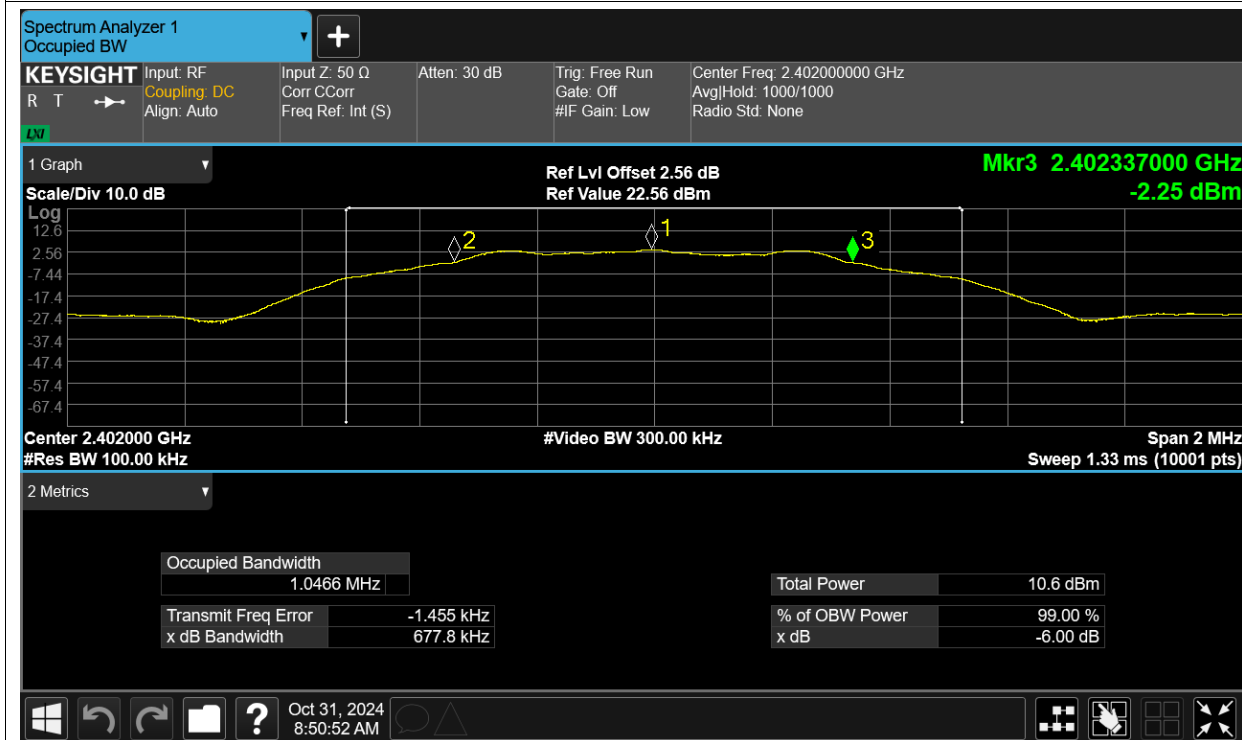 Spectrum Analyzer 1
Occupied BW
+
KEYSIGHT
R T
LXI
Input: RF
Coupling: DC
Align: Auto
Input Z: 50 Ω
Corr CCorr
Freq Ref: Int (S)
Atten: 30 dB
Trig: Free Run
Gate: Off
#IF Gain: Low
Center Freq: 2.402000000 GHz
Avg|Hold: 1000/1000
Radio Std: None
1 Graph
Scale/Div 10.0 dB
Ref Lvl Offset 2.56 dB
Ref Value 22.56 dBm
Mkr3 2.402337000 GHz
-2.25 dBm
Log
12.6
2.56
-7.44
-17.4
-27.4
-37.4
-47.4
-57.4
-67.4
2
1
3
Center 2.402000 GHz
#Res BW 100.00 kHz
#Video BW 300.00 kHz
Span 2 MHz
Sweep 1.33 ms (10001 pts)
2 Metrics
Occupied Bandwidth
1.0466 MHz
Transmit Freq Error -1.455 kHz
x dB Bandwidth 677.8 kHz
Total Power 10.6 dBm
% of OBW Power 99.00 %
x dB -6.00 dB
?
Oct 31, 2024
8:50:52 AM